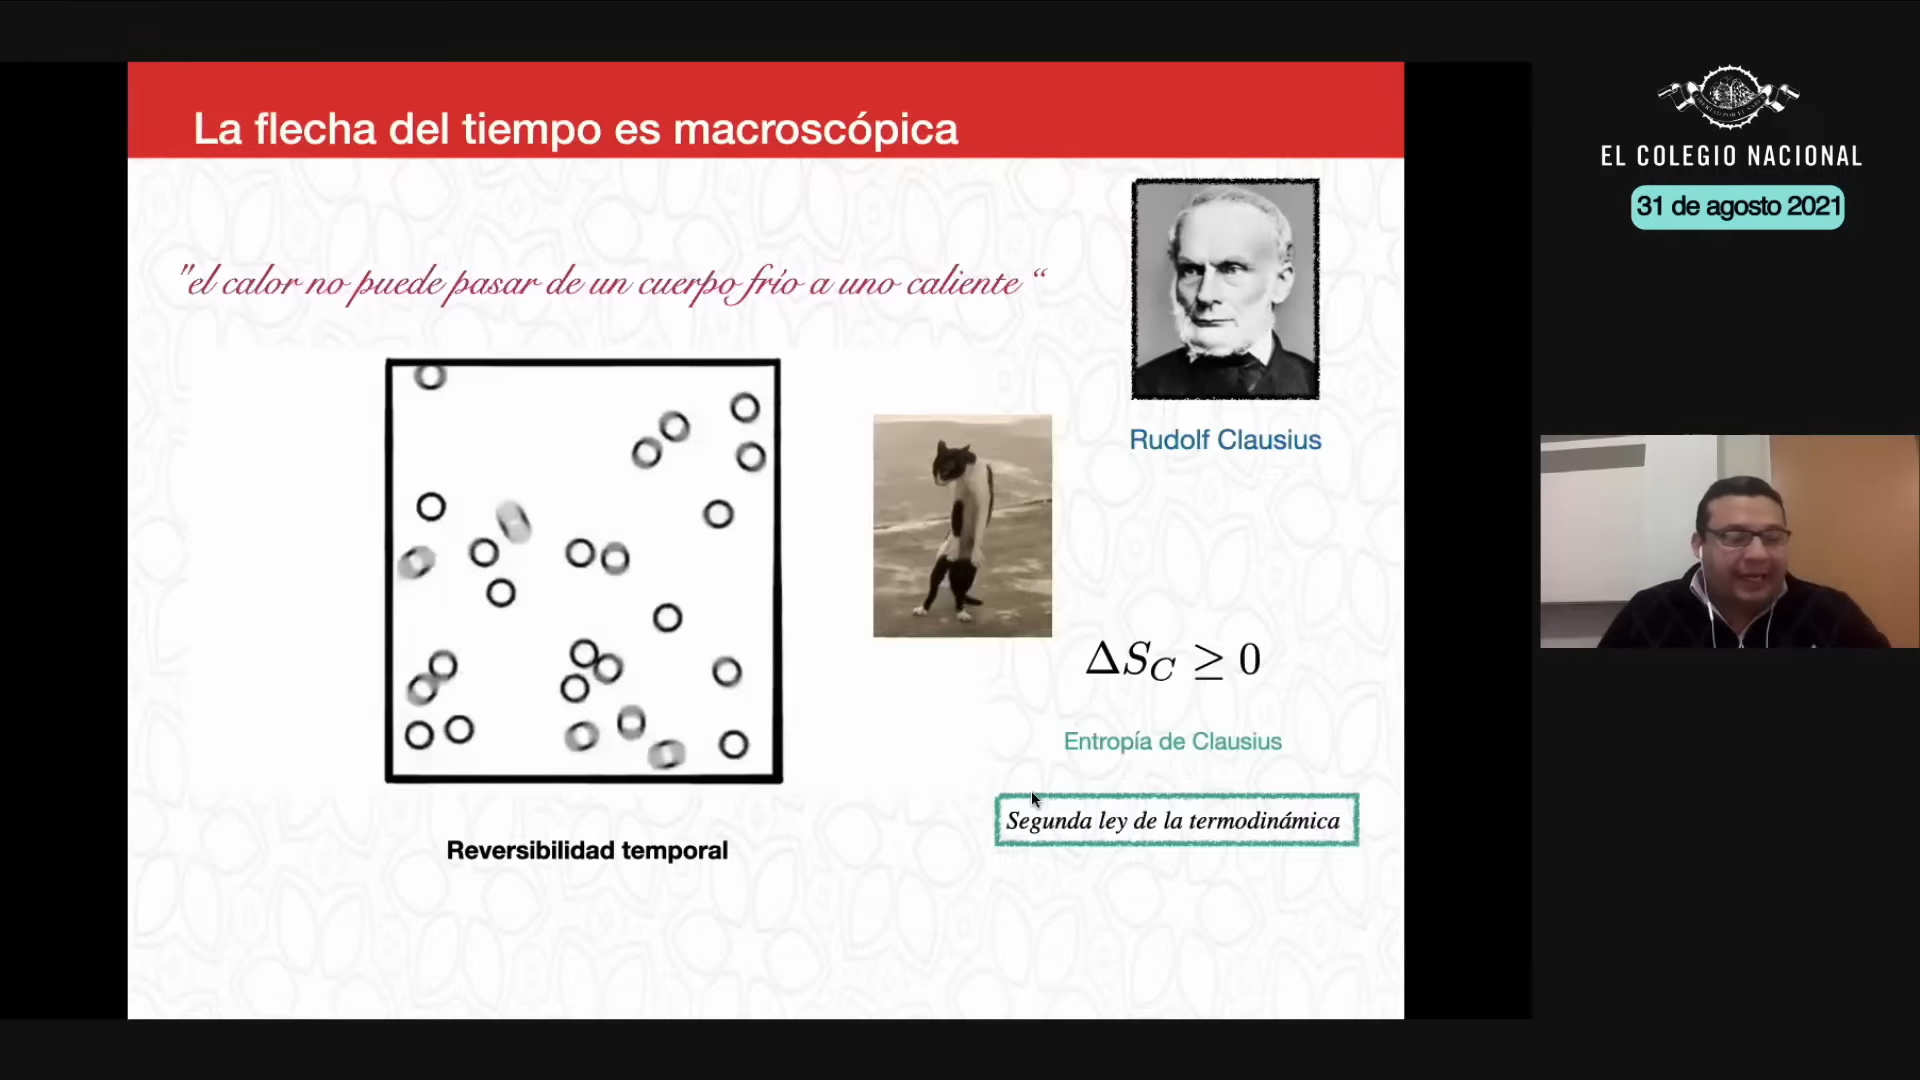 La flecha del tiempo es macroscópica
"el calor no puede pasar de un cuerpo frío a uno caliente “
Rudolf Clausius
ΔS_C ≥ 0
Entropía de Clausius
Segunda ley de la termodinámica
Reversibilidad temporal
EL COLEGIO NACIONAL
31 de agosto 2021